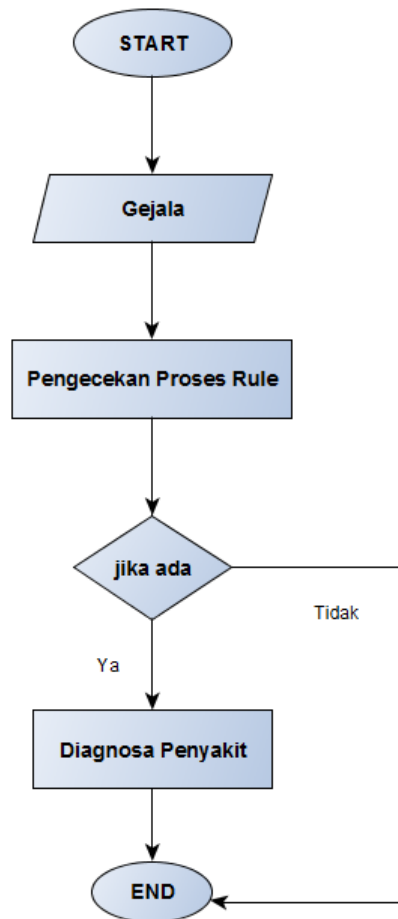 START
Gejala
Pengecekan Proses Rule
jika ada
Tidak
Ya
Diagnosa Penyakit
END